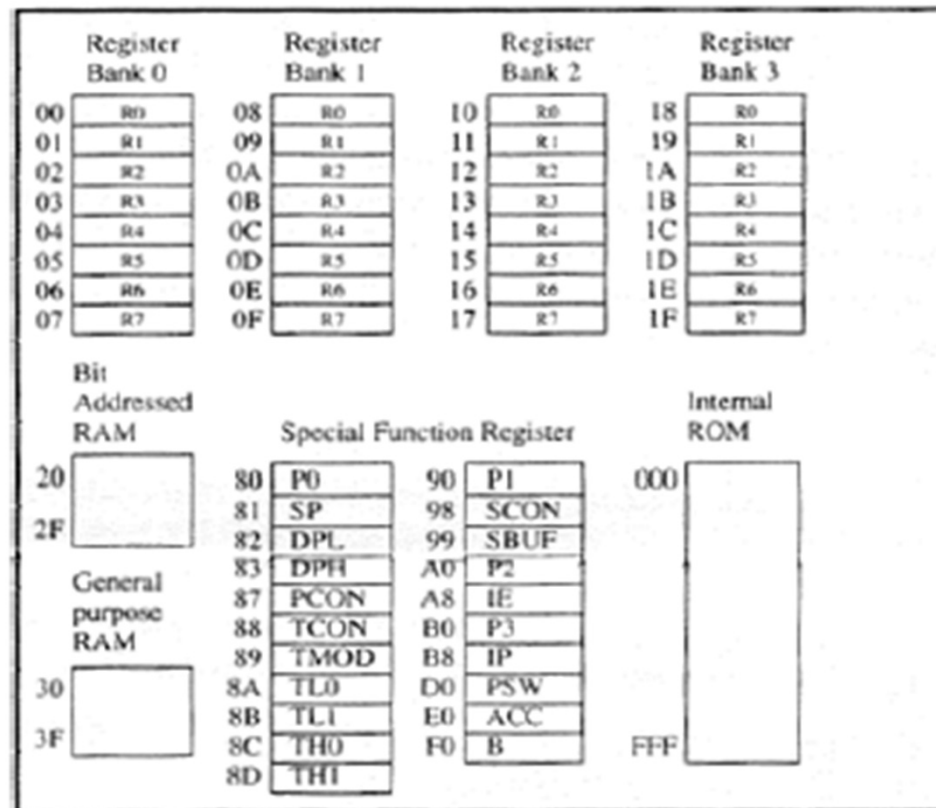 Register Bank 0
00 R0
01 R1
02 R2
03 R3
04 R4
05 R5
06 R6
07 R7
Register Bank 1
08 R0
09 R1
0A R2
0B R3
0C R4
0D R5
0E R6
0F R7
Register Bank 2
10 R0
11 R1
12 R2
13 R3
14 R4
15 R5
16 R6
17 R7
Register Bank 3
18 R0
19 R1
1A R2
1B R3
1C R4
1D R5
1E R6
1F R7
Bit
Addressed
RAM
20
2F
General
purpose
RAM
30
3F
Special Function Register
80 P0
81 SP
82 DPL
83 DPH
87 PCON
88 TCON
89 TMOD
8A TL0
8B TL1
8C TH0
8D TH1
90 P1
98 SCON
99 SBUF
A0 P2
A8 IE
B0 P3
B8 IP
D0 PSW
E0 ACC
F0 B
Internal
ROM
000
FFF